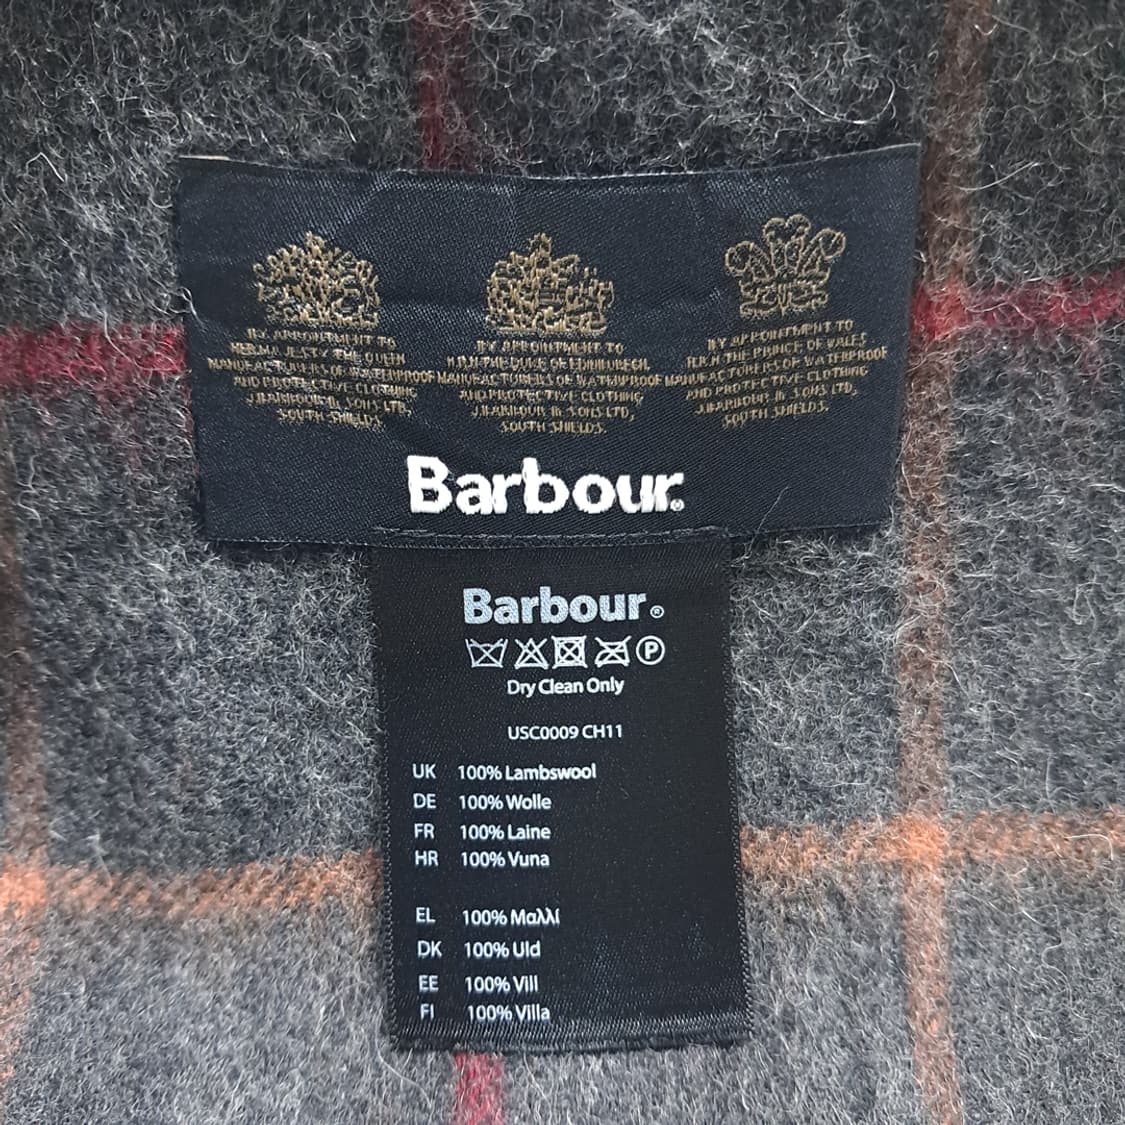 BY APPOINTMENT TO
HER MAJESTY THE QUEEN
MANUFACTURERS OF WATERPROOF
AND PROTECTIVE CLOTHING
J.BARBOUR & SONS LTD,
SOUTH SHIELDS.
BY APPOINTMENT TO
H.R.H THE DUKE OF EDINBURGH,
MANUFACTURERS OF WATERPROOF
AND PROTECTIVE CLOTHING
J.BARBOUR & SONS LTD,
SOUTH SHIELDS.
BY APPOINTMENT TO
H.R.H THE PRINCE OF WALES
MANUFACTURERS OF WATERPROOF
AND PROTECTIVE CLOTHING
J.BARBOUR & SONS LTD,
SOUTH SHIELDS.
Barbour®
Barbour®
P
Dry Clean Only
USC0009 CH11
UK 100% Lambswool
DE 100% Wolle
FR 100% Laine
HR 100% Vuna
EL 100% Μαλλί
DK 100% Uld
EE 100% Vill
FI 100% Villa